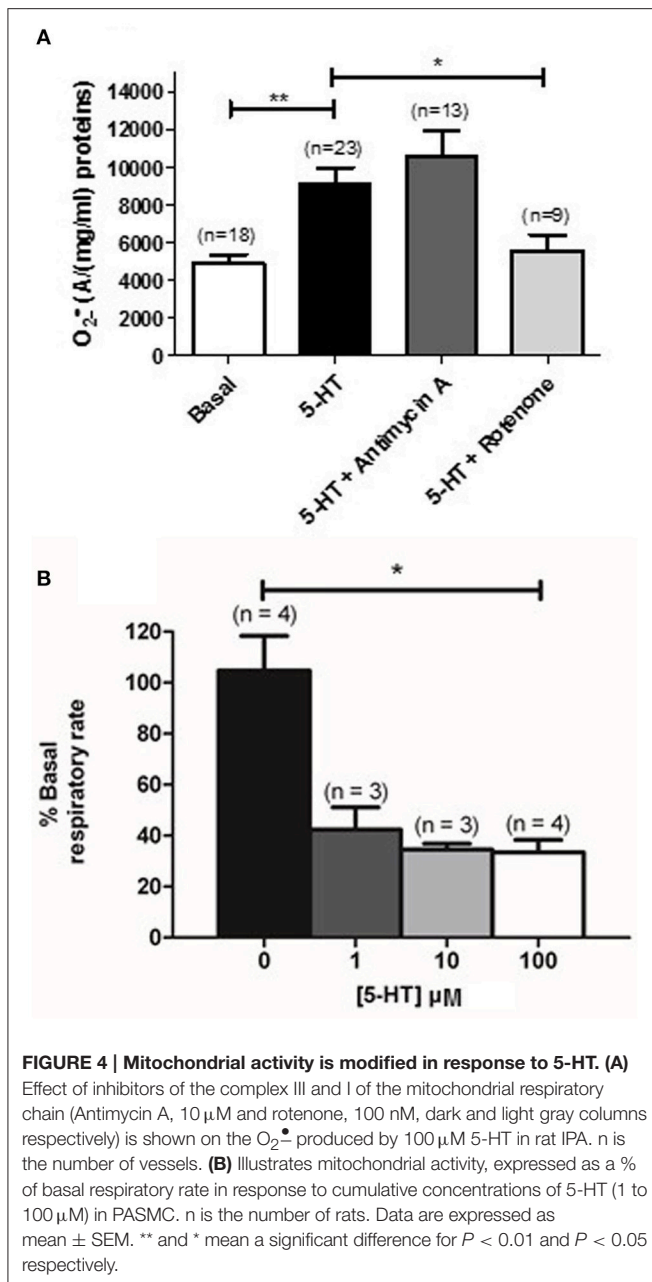 A
O₂•̲ (A/(mg/ml) proteins)
14000
12000
10000
8000
6000
4000
2000
0
**
*
(n=18)
(n=23)
(n=13)
(n=9)
Basal
5-HT
5-HT + Antimycin A
5-HT + Rotenone
B
% Basal
respiratory rate
120
100
80
60
40
20
0
*
(n = 4)
(n = 3)
(n = 3)
(n = 4)
0 1 10 100
[5-HT] µM
FIGURE 4 | Mitochondrial activity is modified in response to 5-HT. (A)
Effect of inhibitors of the complex III and I of the mitochondrial respiratory
chain (Antimycin A, 10 µM and rotenone, 100 nM, dark and light gray columns
respectively) is shown on the O₂•̲ produced by 100 µM 5-HT in rat IPA. n is
the number of vessels. (B) Illustrates mitochondrial activity, expressed as a %
of basal respiratory rate in response to cumulative concentrations of 5-HT (1 to
100 µM) in PASMC. n is the number of rats. Data are expressed as
mean ± SEM. ** and * mean a significant difference for P < 0.01 and P < 0.05
respectively.